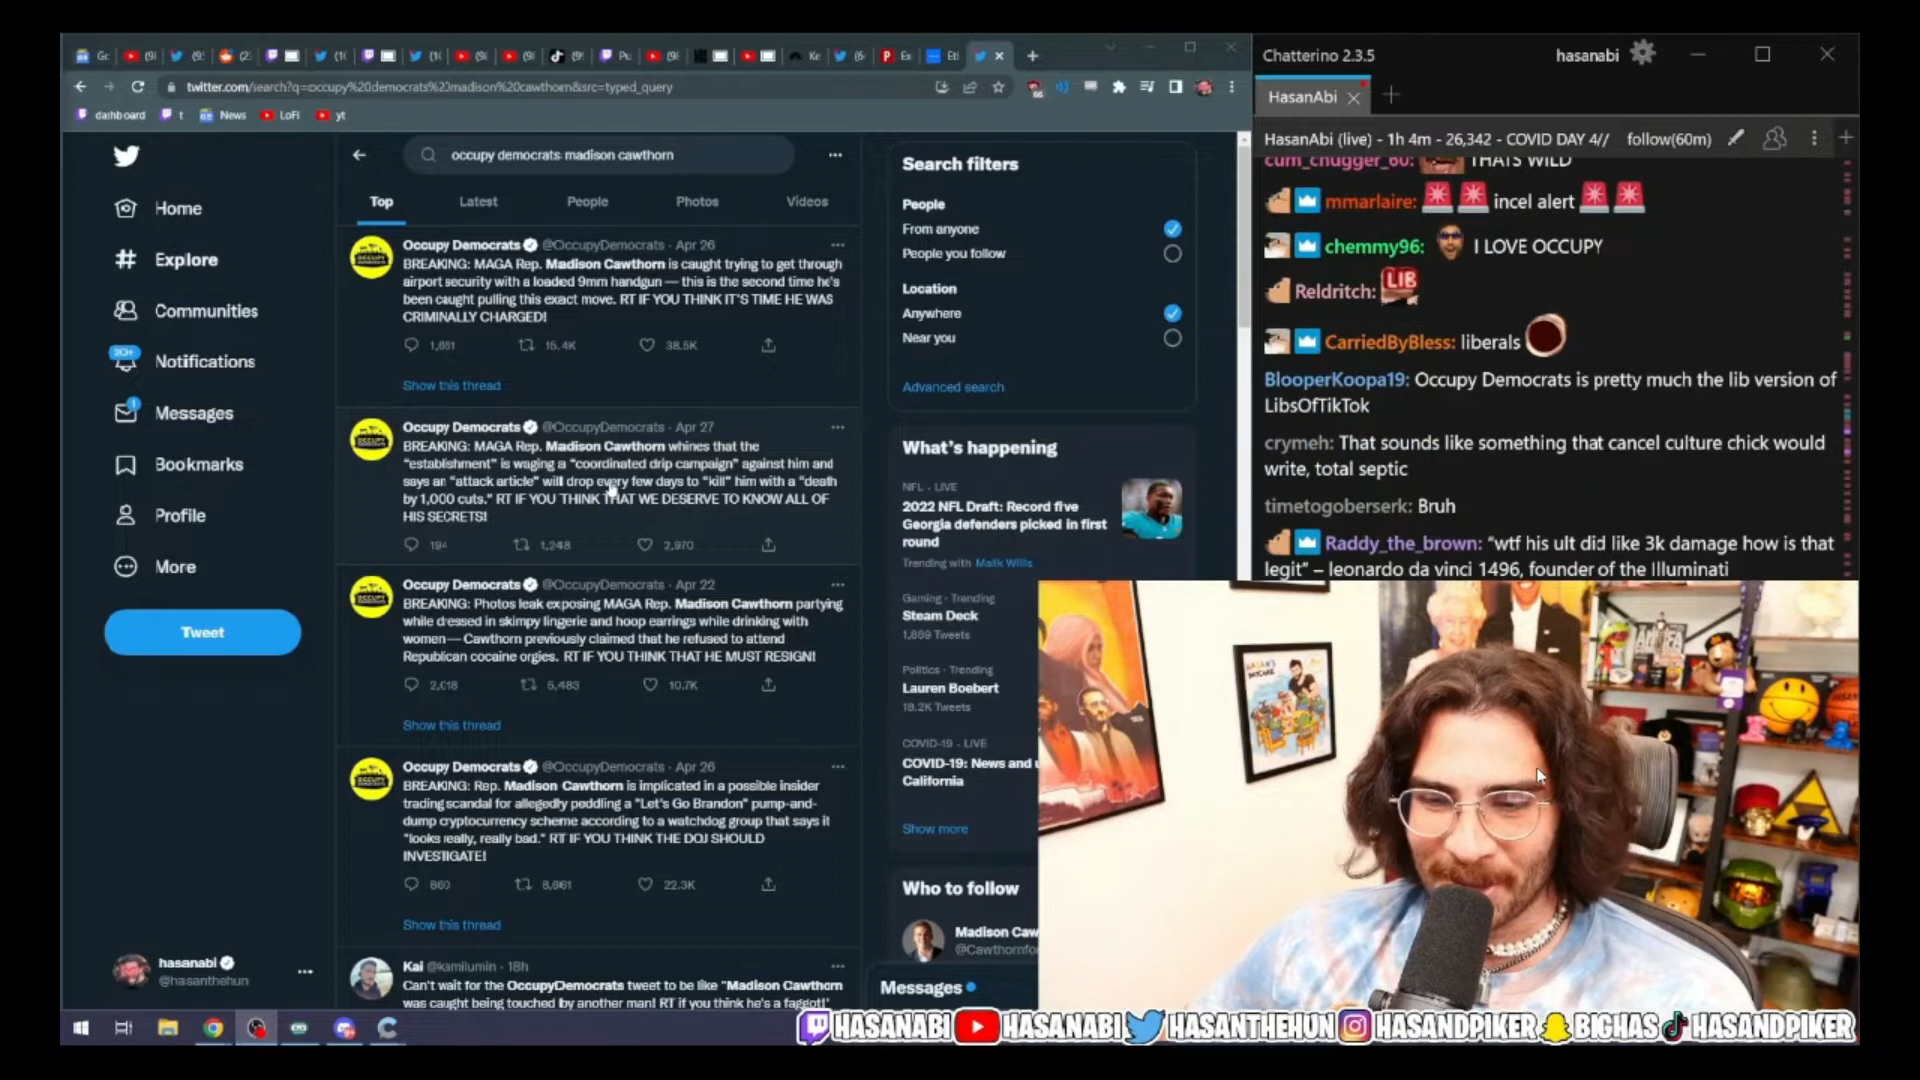 Gc
twitter.com/search?q=occupy%20democrats%20madison%20cawthorn&src=typed_query
dashboard
t
News
LoFi
yt
Home
Explore
Communities
20+
Notifications
1
Messages
Bookmarks
Profile
More
Tweet
hasanabi
@hasanthehun
occupy democrats madison cawthorn
Top Latest People Photos Videos
Occupy Democrats @OccupyDemocrats · Apr 26
BREAKING: MAGA Rep. Madison Cawthorn is caught trying to get through
airport security with a loaded 9mm handgun — this is the second time he's
been caught pulling this exact move. RT IF YOU THINK IT'S TIME HE WAS
CRIMINALLY CHARGED!
15.4K 38.5K
Show this thread
Occupy Democrats @OccupyDemocrats · Apr 27
BREAKING: MAGA Rep. Madison Cawthorn whines that the
"establishment" is waging a "coordinated drip campaign" against him and
says an "attack article" will drop every few days to "kill" him with a "death
by 1,000 cuts." RT IF YOU THINK THAT WE DESERVE TO KNOW ALL OF
HIS SECRETS!
194 1,248 2,970
Occupy Democrats @OccupyDemocrats · Apr 22
BREAKING: Photos leak exposing MAGA Rep. Madison Cawthorn partying
while dressed in skimpy lingerie and hoop earrings while drinking with
women— Cawthorn previously claimed that he refused to attend
Republican cocaine orgies. RT IF YOU THINK THAT HE MUST RESIGN!
2,018 5,483 10.7K
Show this thread
Occupy Democrats @OccupyDemocrats · Apr 26
BREAKING: Rep. Madison Cawthorn is implicated in a possible insider
trading scandal for allegedly peddling a "Let's Go Brandon" pump-and-
dump cryptocurrency scheme according to a watchdog group that says it
"looks really, really bad." RT IF YOU THINK THE DOJ SHOULD
INVESTIGATE!
860 8,861 22.3K
Show this thread
Kai @kamilumin · 18h
Can't wait for the OccupyDemocrats tweet to be like "Madison Cawthorn
was caught being touched by another man! RT if you think he's a faggot!'
Search filters
People
From anyone
People you follow
Location
Anywhere
Near you
Advanced search
What's happening
NFL · LIVE
2022 NFL Draft: Record five
Georgia defenders picked in first
round
Trending with Malik Willis
Gaming · Trending
Steam Deck
1,869 Tweets
Politics · Trending
Lauren Boebert
18.2K Tweets
COVID-19 · LIVE
COVID-19: News and
California
Show more
Who to follow
Madison Caw
@Cawthornfo
Messages
Chatterino 2.3.5 hasanabi
HasanAbi
HasanAbi (live) - 1h 4m - 26,342 - COVID DAY 4// follow(60m)
cum_chugger_60: THATS WILD
mmarlaire: incel alert
chemmy96: I LOVE OCCUPY
Reldritch: LIB
CarriedByBless: liberals
BlooperKoopa19: Occupy Democrats is pretty much the lib version of
LibsOfTikTok
crymeh: That sounds like something that cancel culture chick would
write, total septic
timetogoberserk: Bruh
Raddy_the_brown: "wtf his ult did like 3k damage how is that
legit" – leonardo da vinci 1496, founder of the Illuminati
HASANABI HASANABI HASANTHEHUN HASANDPIKER BIGHAS HASANDPIKER